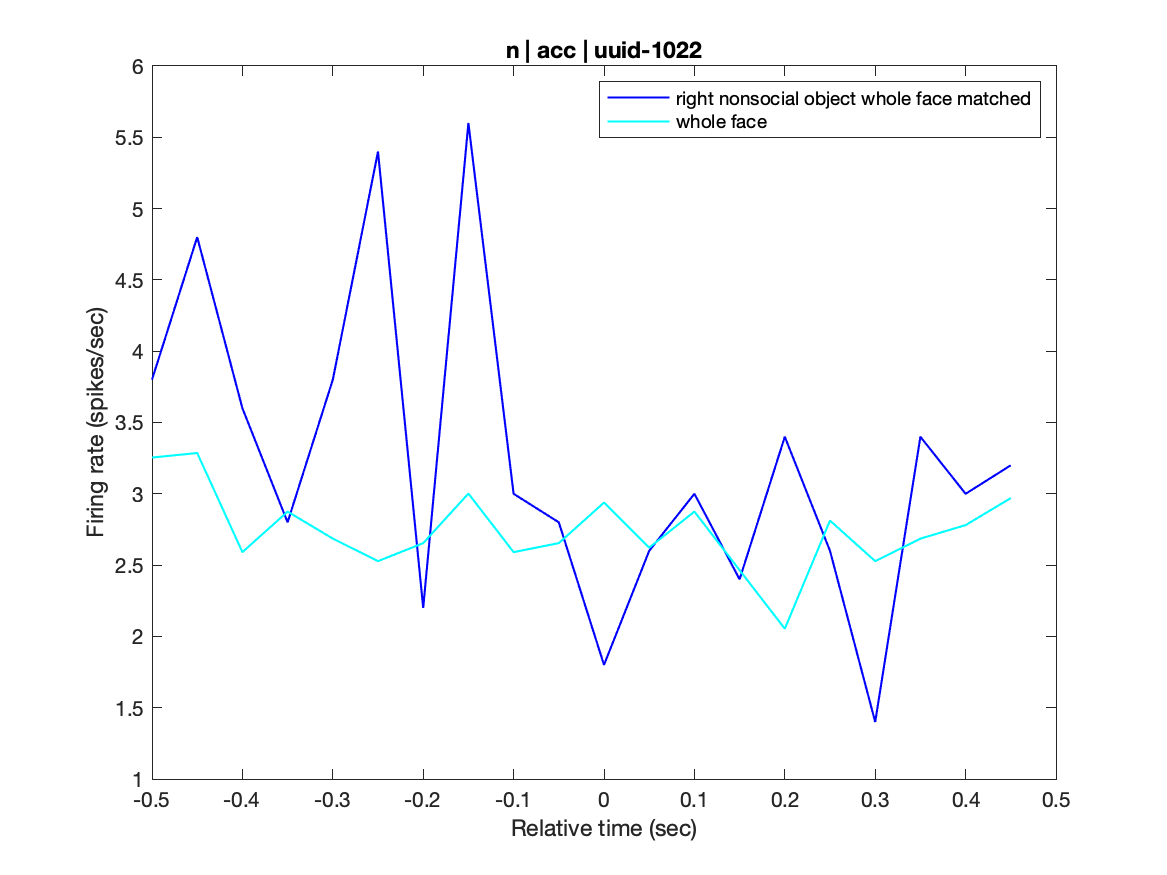 n | acc | uuid-1022
right nonsocial object whole face matched
whole face
6
5.5
5
4.5
4
3.5
3
2.5
2
1.5
1
Firing rate (spikes/sec)
-0.5 -0.4 -0.3 -0.2 -0.1 0 0.1 0.2 0.3 0.4 0.5
Relative time (sec)